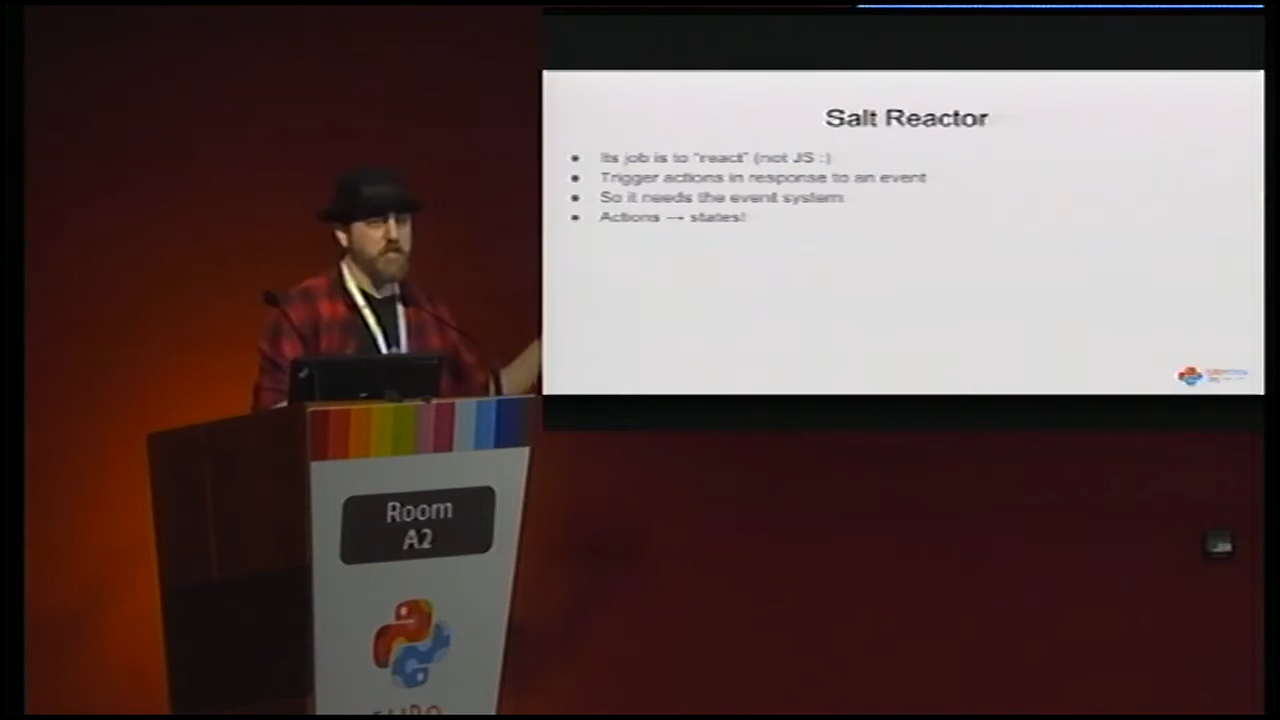 Salt Reactor
● Its job is to "react" (not JS :)
● Trigger actions in response to an event
● So it needs the event system
● Actions → states!
Room
A2
EURO